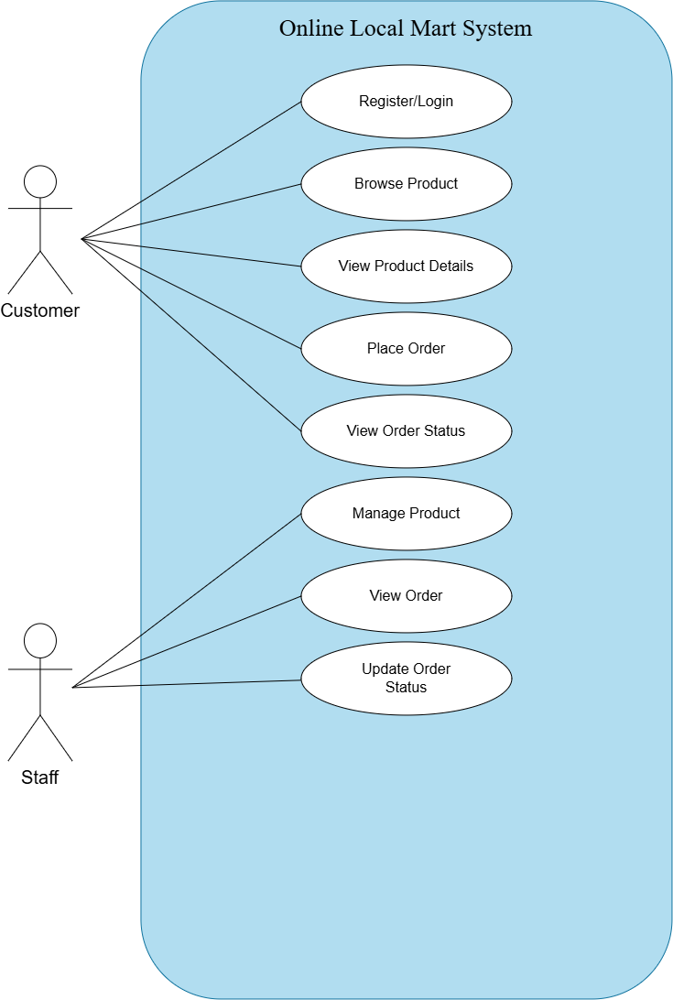 Online Local Mart System
Register/Login
Browse Product
View Product Details
Customer
Place Order
View Order Status
Manage Product
View Order
Update Order
Status
Staff